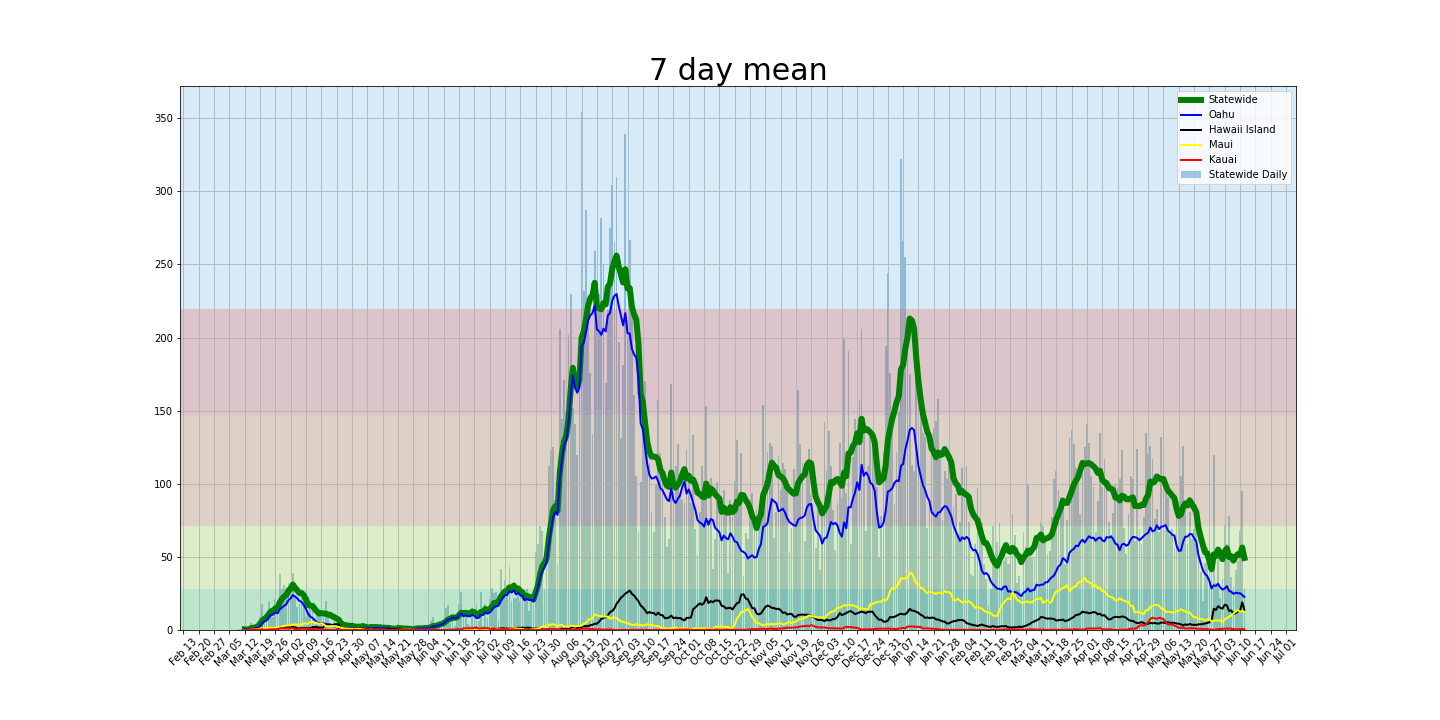 7 day mean
350
300
250
200
150
100
50
0
Statewide
Oahu
Hawaii Island
Maui
Kauai
Statewide Daily
Feb 13
Feb 20
Feb 27
Mar 05
Mar 12
Mar 19
Mar 26
Apr 02
Apr 09
Apr 16
Apr 23
Apr 30
May 07
May 14
May 21
May 28
Jun 04
Jun 11
Jun 18
Jun 25
Jul 02
Jul 09
Jul 16
Jul 23
Jul 30
Aug 06
Aug 13
Aug 20
Aug 27
Sep 03
Sep 10
Sep 17
Sep 24
Oct 01
Oct 08
Oct 15
Oct 22
Oct 29
Nov 05
Nov 12
Nov 19
Nov 26
Dec 03
Dec 10
Dec 17
Dec 24
Dec 31
Jan 07
Jan 14
Jan 21
Jan 28
Feb 04
Feb 11
Feb 18
Feb 25
Mar 04
Mar 11
Mar 18
Mar 25
Apr 01
Apr 08
Apr 15
Apr 22
Apr 29
May 06
May 13
May 20
May 27
Jun 03
Jun 10
Jun 17
Jun 24
Jul 01